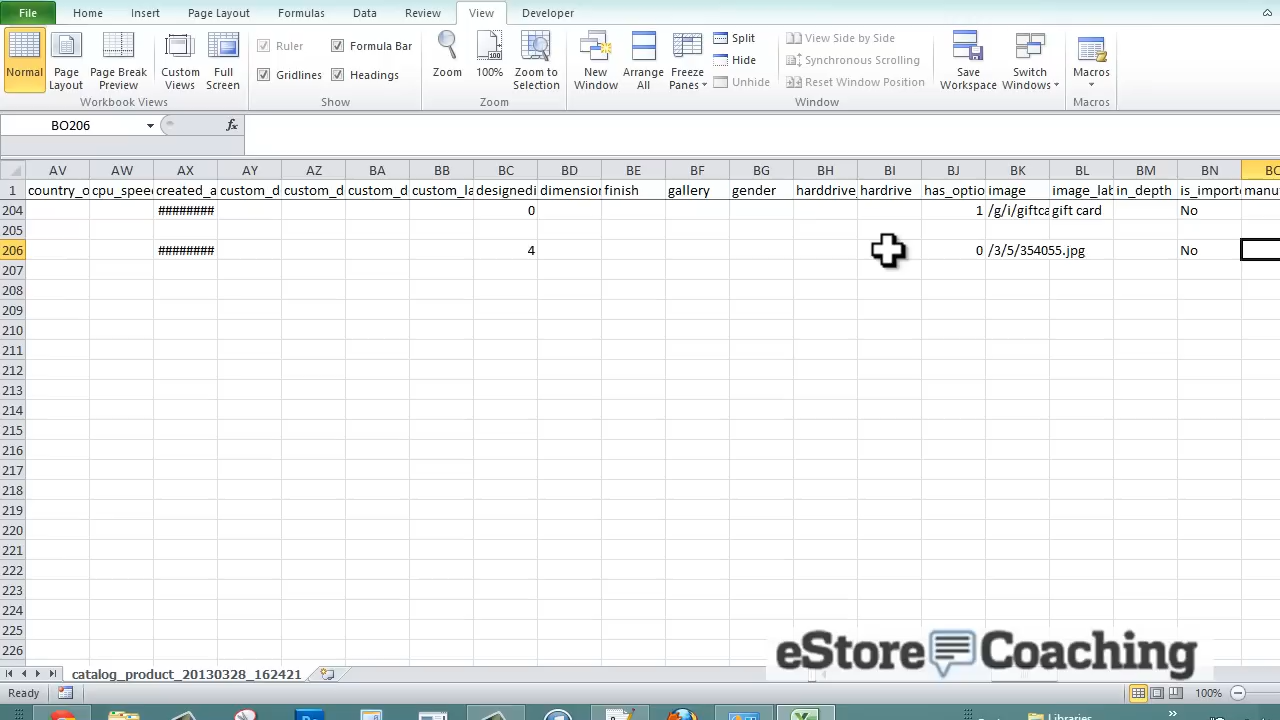 File Home Insert Page Layout Formulas Data Review View Developer
Normal
Page Layout
Page Break Preview
Custom Views
Full Screen
Workbook Views
Ruler
Formula Bar
Gridlines
Headings
Show
Zoom
100%
Zoom to Selection
Zoom
New Window
Arrange All
Freeze Panes
Split
Hide
Unhide
View Side by Side
Synchronous Scrolling
Reset Window Position
Window
Save Workspace
Switch Windows
Macros
Macros
BO206
fx
AV AW AX AY AZ BA BB BC BD BE BF BG BH BI BJ BK BL BM BN BO
1 country_o cpu_speed created_a custom_d custom_d custom_d custom_la designedi dimension finish gallery gender harddrive hardrive has_optio image image_lab in_depth is_importe manu
204 ######## 0 1 /g/i/giftca gift card No
205
206 ######## 4 0 /3/5/354055.jpg No
207
208
209
210
211
212
213
214
215
216
217
218
219
220
221
222
223
224
225
226
eStore Coaching
catalog_product_20130328_162421
Ready
100%
Libraries